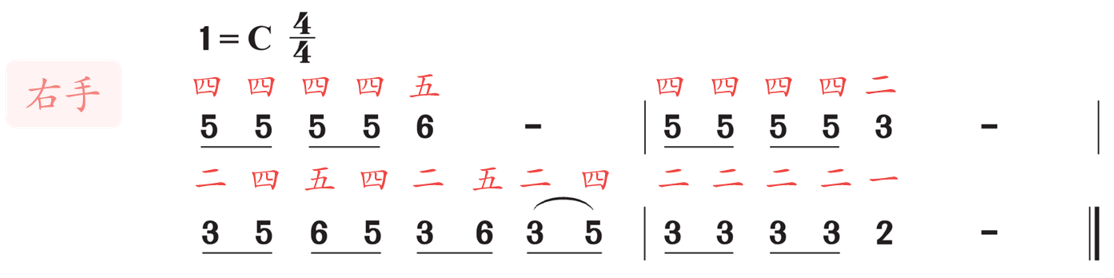 1=C 4/4
右手
四 四 四 四 五 四 四 四 四 二
5 5 5 5 6 - | 5 5 5 5 3 - |
二 四 五 四 二 五 二 四 二 二 二 二 一
3 5 6 5 3 6 3 5 | 3 3 3 3 2 - ‖